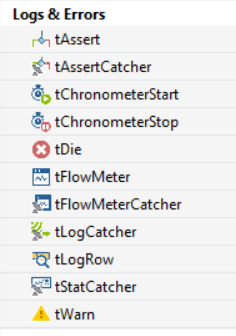 Logs & Errors
tAssert
tAssertCatcher
tChronometerStart
tChronometerStop
tDie
tFlowMeter
tFlowMeterCatcher
tLogCatcher
tLogRow
tStatCatcher
tWarn